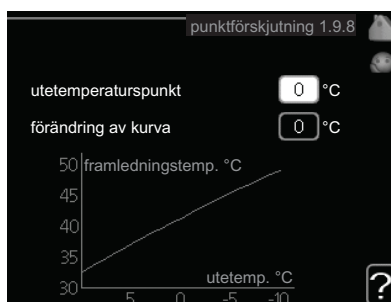 punktförskjutning 1.9.8
utetemperaturspunkt 0 °C
förändring av kurva 0 °C
framledningstemp. °C
50
45
40
35
30
utetemp. °C
5 0 -5 -10
?